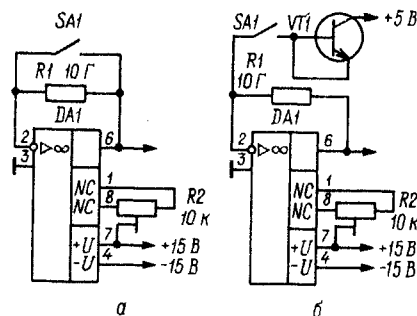 SA1
R1 10 Г
DA1
2
3
▷∞
6
NC
NC
1
8
R2
10 к
+U
-U
7
4
+15 В
-15 В
а
SA1
VT1
+5 В
R1
10 Г
DA1
2
3
▷∞
6
NC
NC
1
8
R2
10 к
+U
-U
7
4
+15 В
-15 В
б